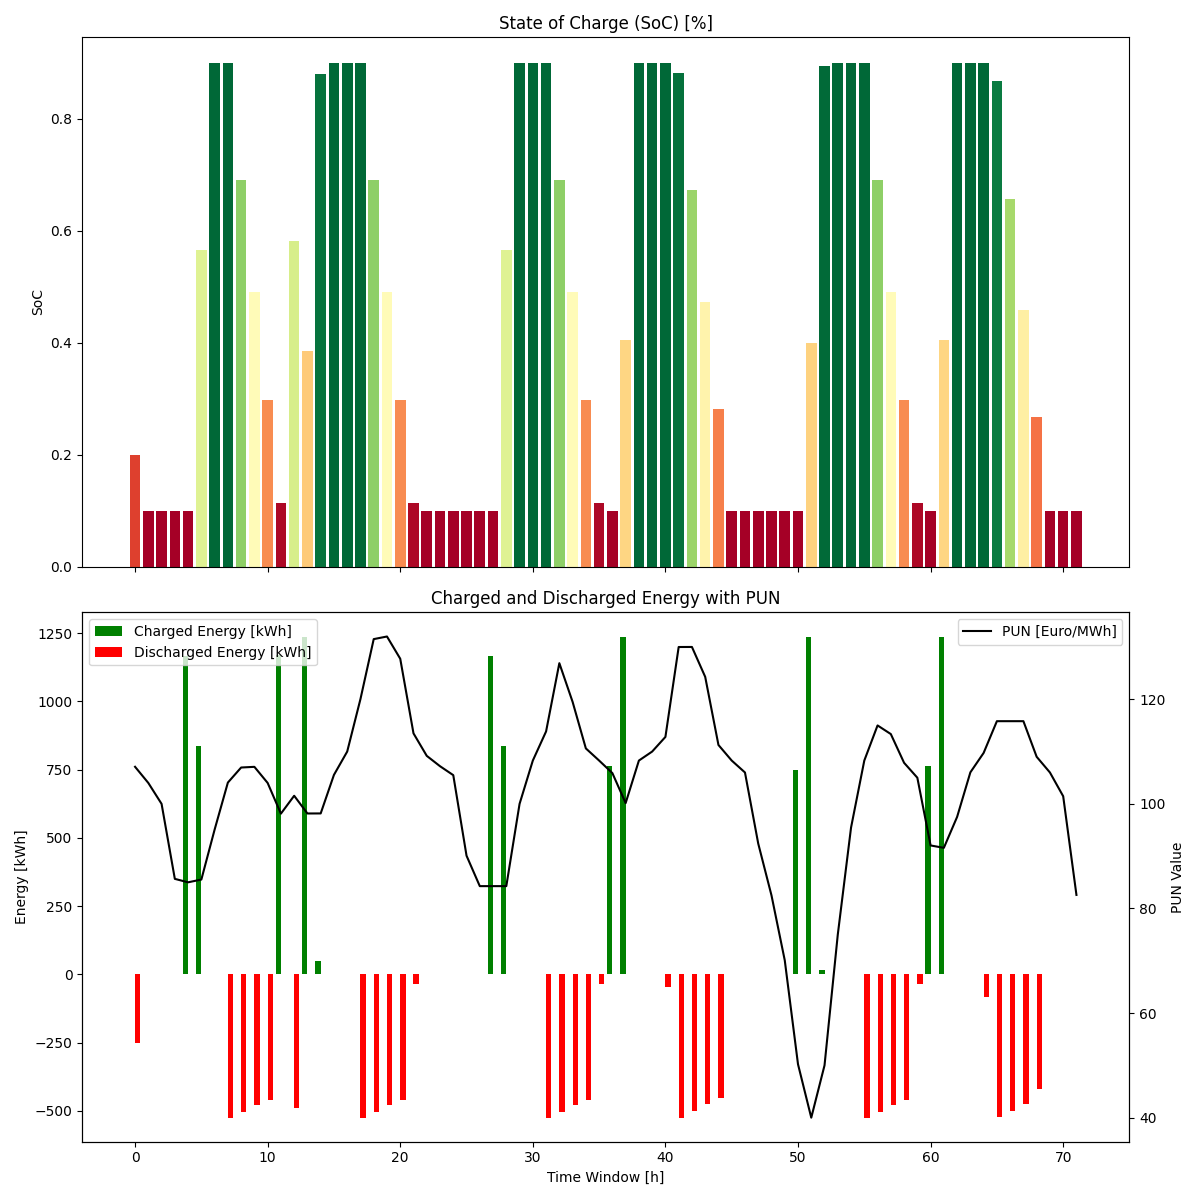 State of Charge (SoC) [%]
0.8
0.6
0.4
0.2
0.0
SoC
Charged and Discharged Energy with PUN
Charged Energy [kWh]
Discharged Energy [kWh]
PUN [Euro/MWh]
1250
1000
750
500
250
0
−250
−500
Energy [kWh]
120
100
80
60
40
PUN Value
0 10 20 30 40 50 60 70
Time Window [h]